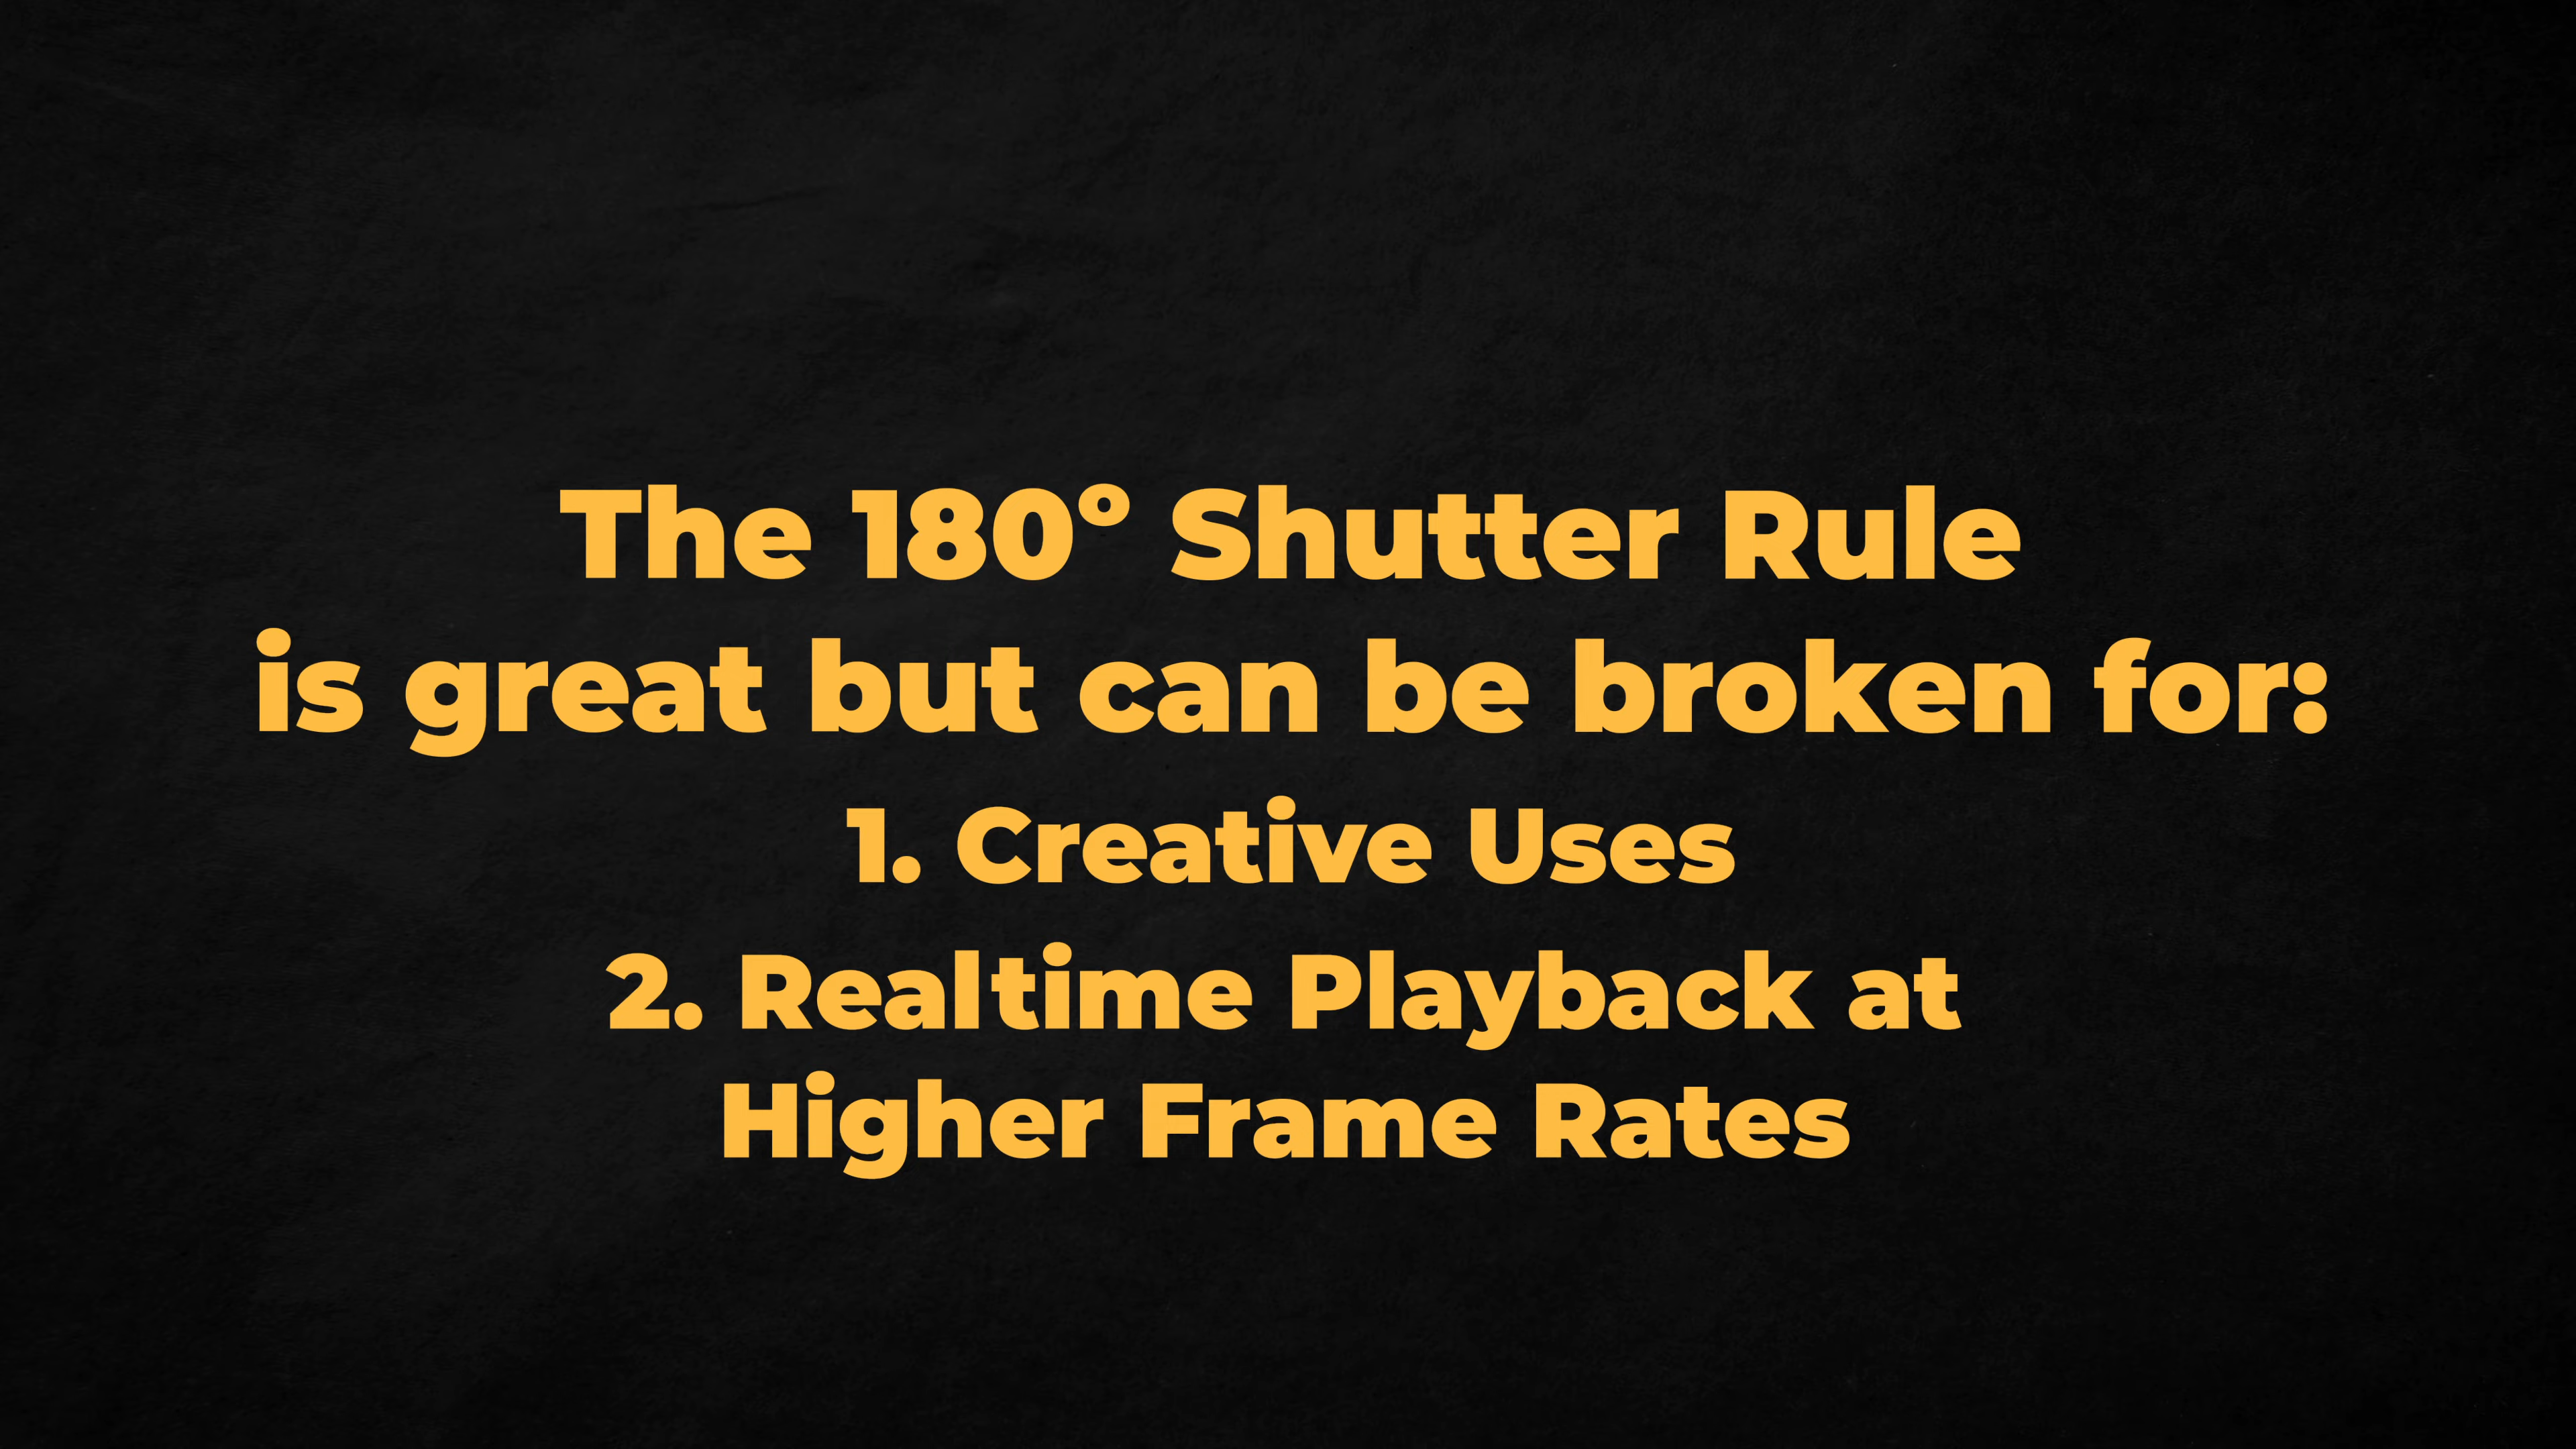 The 180º Shutter Rule
is great but can be broken for:
1. Creative Uses
2. Realtime Playback at
Higher Frame Rates